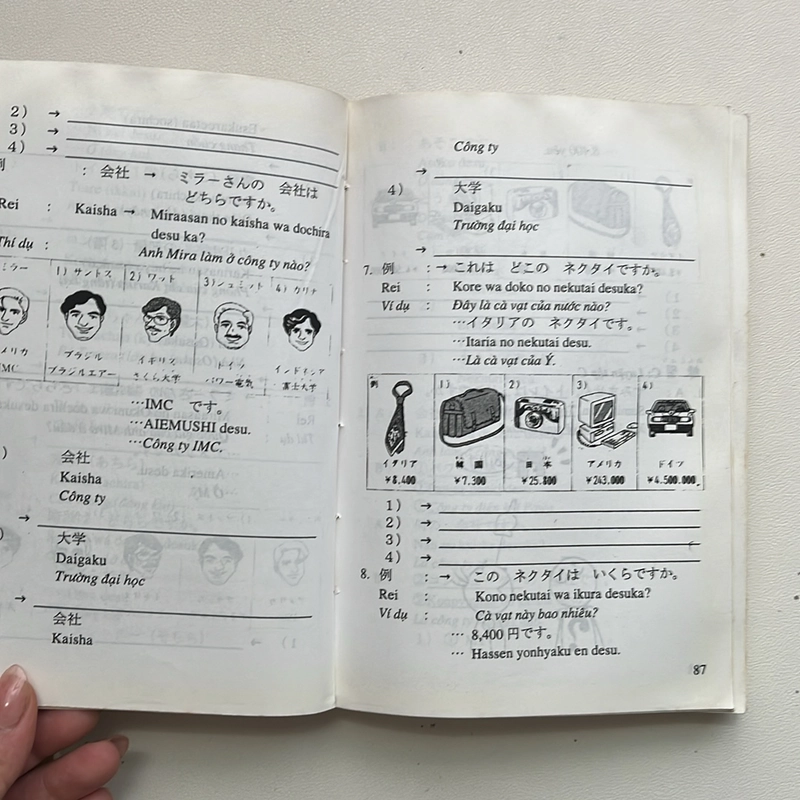 2) →
3) →
4) →
: 会社 → ミラーさんの 会社は
どちらですか。
Rei : Kaisha → Miraasan no kaisha wa dochira
desu ka?
Thí dụ : Anh Mira làm ở công ty nào?
ミラー 1) サントス 2) ワット 3) シュミット 4) カリナ
メリカ ブラジル イギリス ドイツ インドネシア
IMC ブラジルエアー さくら大学 パワー電気 富士大学
…IMC です。
…AIEMUSHI desu.
…Công ty IMC.
) 会社
Kaisha
Công ty
→
) 大学
Daigaku
Trường đại học
→
会社
Kaisha
Công ty
→
4) 大学
Daigaku
Trường đại học
→
7. 例 : → これは どこの ネクタイですか。
Rei : Kore wa doko no nekutai desuka?
Ví dụ : Đây là cà vạt của nước nào?
…イタリアの ネクタイです。
…Itaria no nekutai desu.
…Là cà vạt của Ý.
例 1) 2) 3) 4)
イタリア 韓国 日本 アメリカ ドイツ
¥8,400 ¥7,300 ¥25,800 ¥243,000 ¥4,500,000
1) →
2) →
3) →
4) →
8. 例 : → この ネクタイは いくらですか。
Rei : Kono nekutai wa ikura desuka?
Ví dụ : Cà vạt này bao nhiêu?
… 8,400 円です。
… Hassen yonhyaku en desu.
87